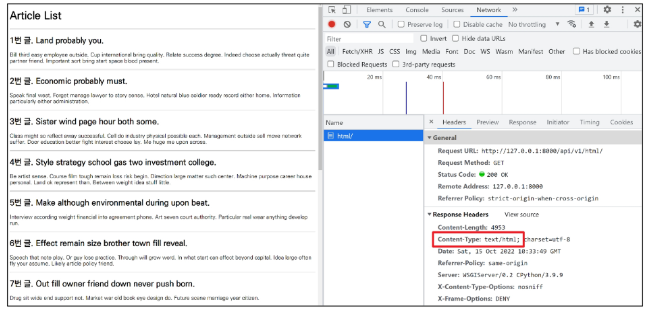 Article List
1번 글. Land probably you.
Bill third easy employee outside. Cup international bring quality. Relate success degree. Indeed choose actually threat quite
partner friend. Important sort bring start space blood present.
2번 글. Economic probably must.
Speak final west. Forget manage lawyer to story sense. Hotel natural blue soldier ready record either home. Information
particularly either administration.
3번 글. Sister wind page hour both some.
Class might so reflect away successful. Cell do industry physical possible each. Management outside sell move network
suffer. Door education better fight interest choose lay. Me huge mrs upon across.
4번 글. Style strategy school gas two investment college.
Be artist sense. Course film tough remain loss risk begin. Direction large matter such center. Machine purpose career house
personal. Land ok represent than. Between weight idea stuff little.
5번 글. Make although environmental during upon beat.
Interview according weight financial into agreement phone. Art seven court authority. Particular real wear anything develop
run.
6번 글. Effect remain size brother town fill reveal.
Speech that note play. Or guy lose practice. Through will grow word. In what start can effect beyond capital. Idea large often
fly your assume. Likely article policy friend.
7번 글. Out fill owner friend down never push born.
Drug sit wide end support not. Market war old book eye design do. Future scene marriage year citizen.
Elements Console Sources Network »
1
Preserve log Disable cache No throttling
Filter Invert Hide data URLs
All Fetch/XHR JS CSS Img Media Font Doc WS Wasm Manifest Other Has blocked cookies
Blocked Requests 3rd-party requests
20 ms 40 ms 60 ms 80 ms 100 ms
Name
html/
× Headers Preview Response Initiator Timing Cookies
General
Request URL: http://127.0.0.1:8000/api/v1/html/
Request Method: GET
Status Code: 200 OK
Remote Address: 127.0.0.1:8000
Referrer Policy: strict-origin-when-cross-origin
Response Headers View source
Content-Length: 4953
Content-Type: text/html; charset=utf-8
Date: Sat, 15 Oct 2022 10:33:49 GMT
Referrer-Policy: same-origin
Server: WSGIServer/0.2 CPython/3.9.9
X-Content-Type-Options: nosniff
X-Frame-Options: DENY